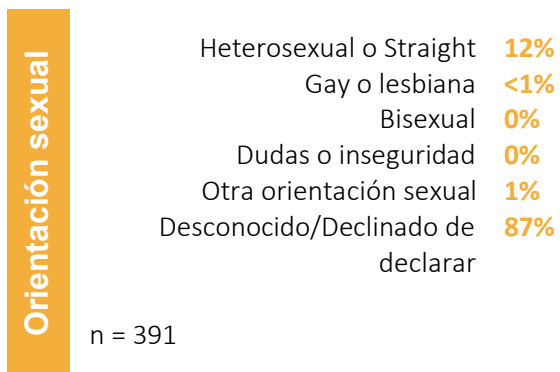 Orientación sexual
Heterosexual o Straight 12%
Gay o lesbiana <1%
Bisexual 0%
Dudas o inseguridad 0%
Otra orientación sexual 1%
Desconocido/Declinado de 87%
declarar
n = 391